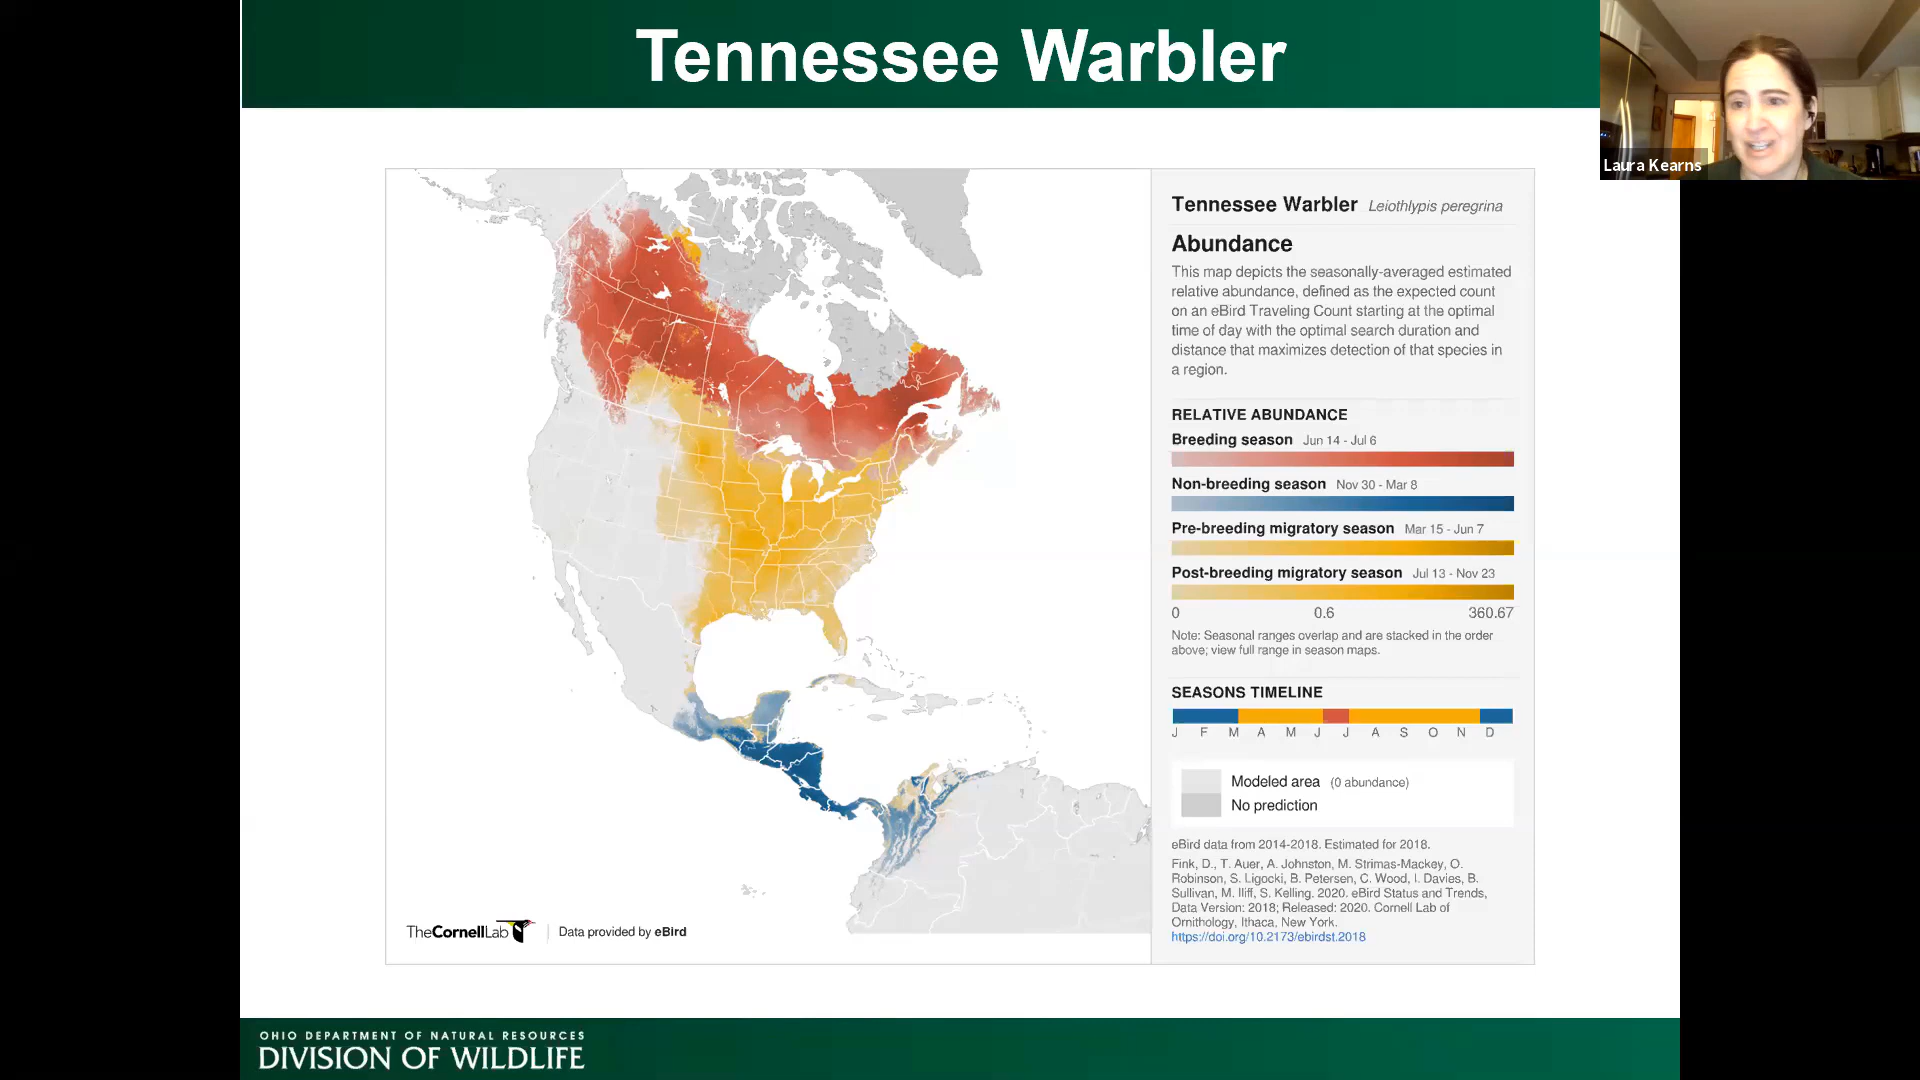 Tennessee Warbler
Laura Kearns
Tennessee Warbler Leiothlypis peregrina
Abundance
This map depicts the seasonally-averaged estimated
relative abundance, defined as the expected count
on an eBird Traveling Count starting at the optimal
time of day with the optimal search duration and
distance that maximizes detection of that species in
a region.
RELATIVE ABUNDANCE
Breeding season Jun 14 - Jul 6
Non-breeding season Nov 30 - Mar 8
Pre-breeding migratory season Mar 15 - Jun 7
Post-breeding migratory season Jul 13 - Nov 23
0 0.6 360.67
Note: Seasonal ranges overlap and are stacked in the order
above; view full range in season maps.
SEASONS TIMELINE
J F M A M J J A S O N D
Modeled area (0 abundance)
No prediction
eBird data from 2014-2018. Estimated for 2018.
Fink, D., T. Auer, A. Johnston, M. Strimas-Mackey, O.
Robinson, S. Ligocki, B. Petersen, C. Wood, I. Davies, B.
Sullivan, M. Iliff, S. Kelling. 2020. eBird Status and Trends,
Data Version: 2018; Released: 2020. Cornell Lab of
Ornithology, Ithaca, New York.
https://doi.org/10.2173/ebirdst.2018
TheCornellLab Data provided by eBird
OHIO DEPARTMENT OF NATURAL RESOURCES
DIVISION OF WILDLIFE